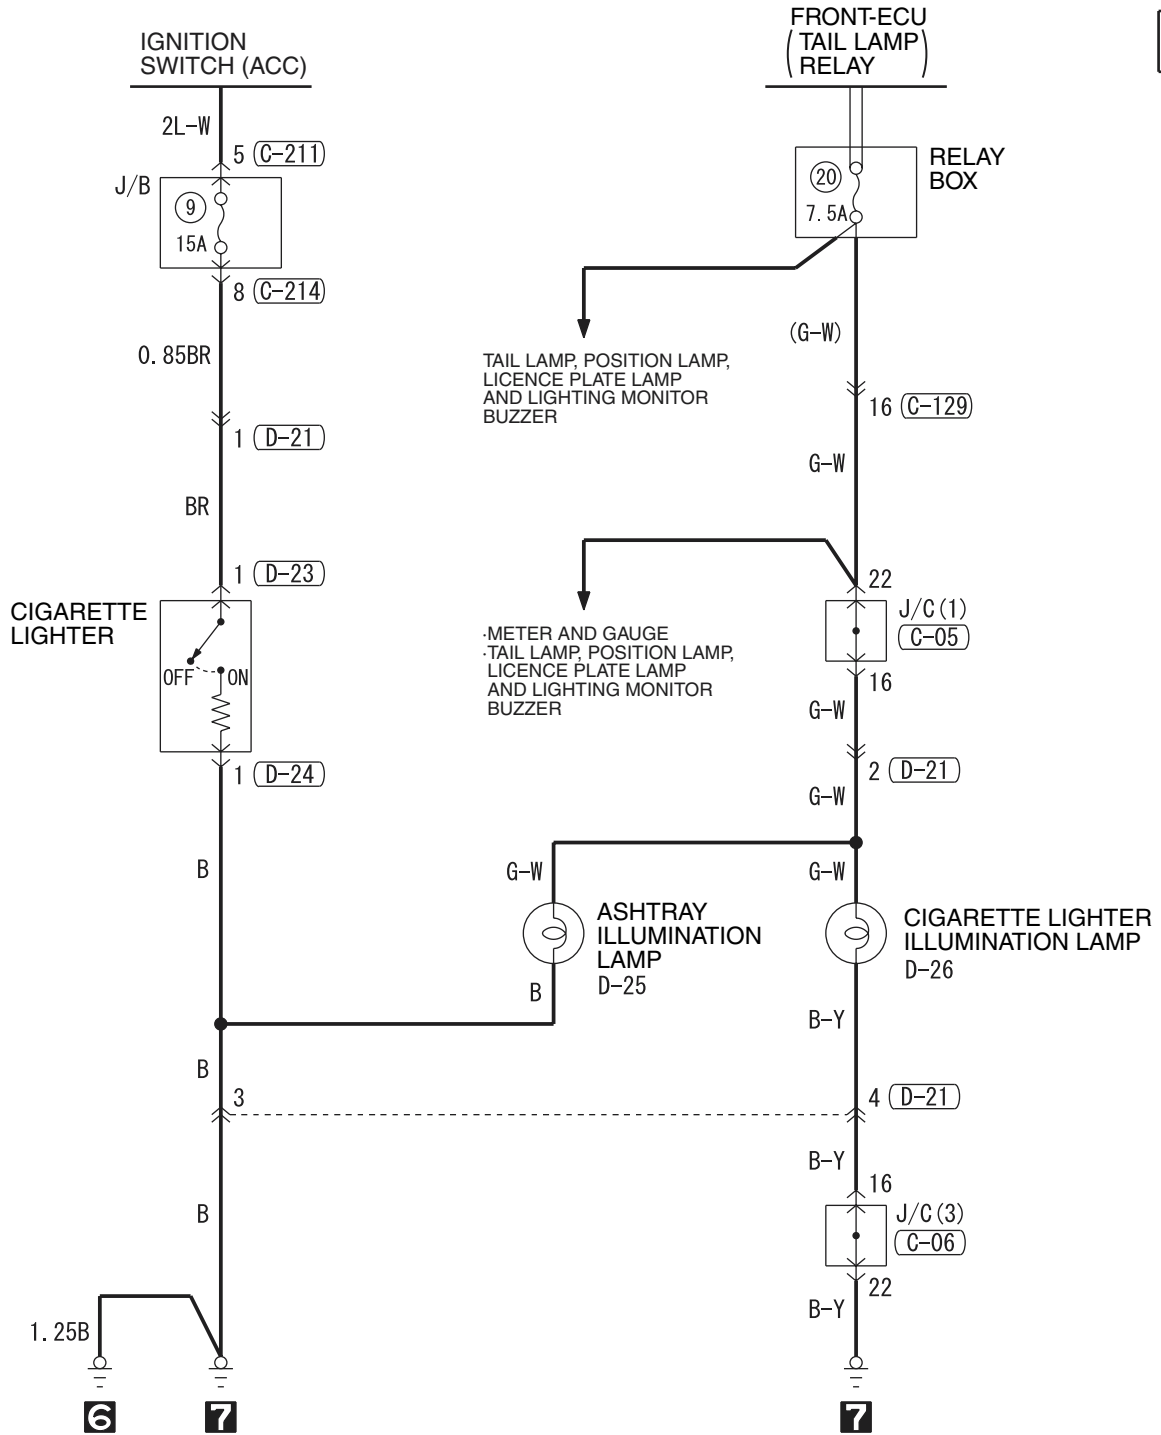 IGNITION
SWITCH (ACC)
2L-W
5 C-211
J/B
9
15A
8 C-214
0.85BR
1 D-21
BR
1 D-23
CIGARETTE
LIGHTER
OFF ON
1 D-24
B
B
3
B
1.25B
6
7
FRONT-ECU
(TAIL LAMP
RELAY)
RELAY
BOX
20
7.5A
TAIL LAMP, POSITION LAMP,
LICENCE PLATE LAMP
AND LIGHTING MONITOR
BUZZER
(G-W)
16 C-129
G-W
·METER AND GAUGE
·TAIL LAMP, POSITION LAMP,
LICENCE PLATE LAMP
AND LIGHTING MONITOR
BUZZER
22
J/C(1)
C-05
16
G-W
2 D-21
G-W
G-W
ASHTRAY
ILLUMINATION
LAMP
D-25
B
G-W
CIGARETTE LIGHTER
ILLUMINATION LAMP
D-26
B-Y
4 D-21
B-Y
16
J/C(3)
C-06
22
B-Y
7